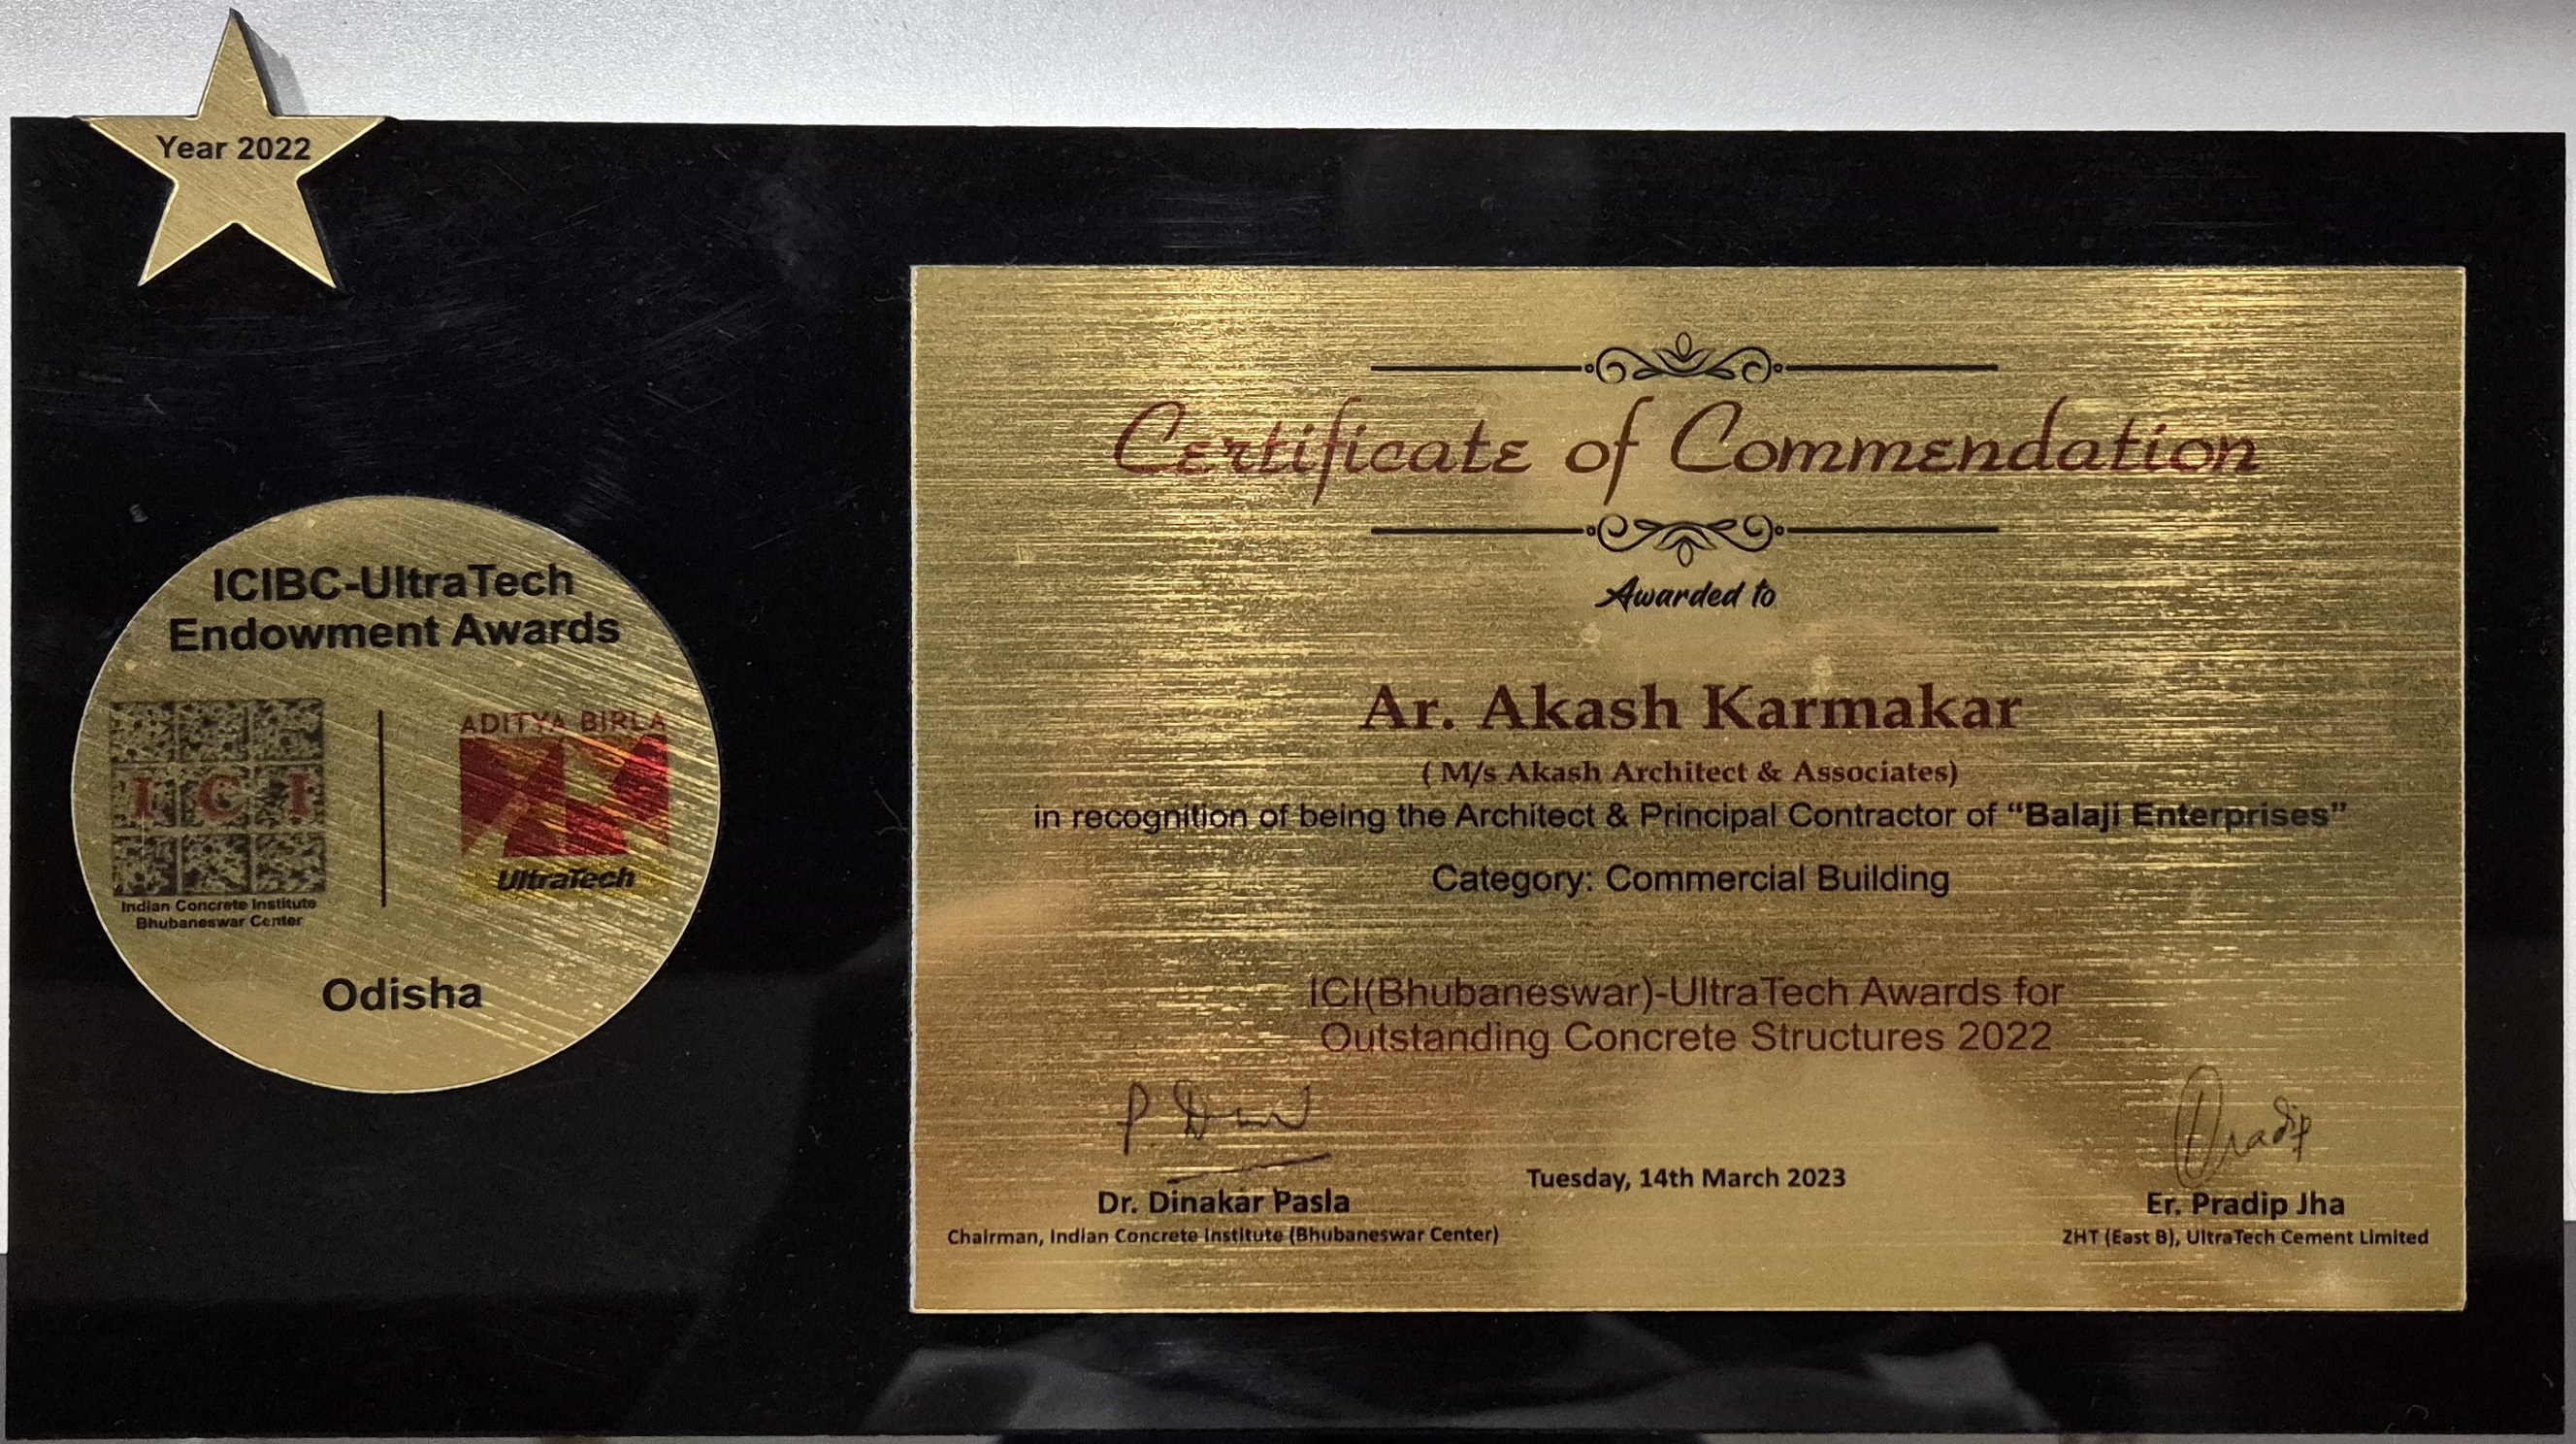 Year 2022
ICIBC-UltraTech
Endowment Awards
I C I
Indian Concrete Institute
Bhubaneswar Center
ADITYA BIRLA
UltraTech
Odisha
Certificate of Commendation
Awarded to
Ar. Akash Karmakar
( M/s Akash Architect & Associates)
in recognition of being the Architect & Principal Contractor of “Balaji Enterprises”
Category: Commercial Building
ICI(Bhubaneswar)-UltraTech Awards for
Outstanding Concrete Structures 2022
Pradip
Tuesday, 14th March 2023
Dr. Dinakar Pasla
Chairman, Indian Concrete Institute (Bhubaneswar Center)
Er. Pradip Jha
ZHT (East B), UltraTech Cement Limited